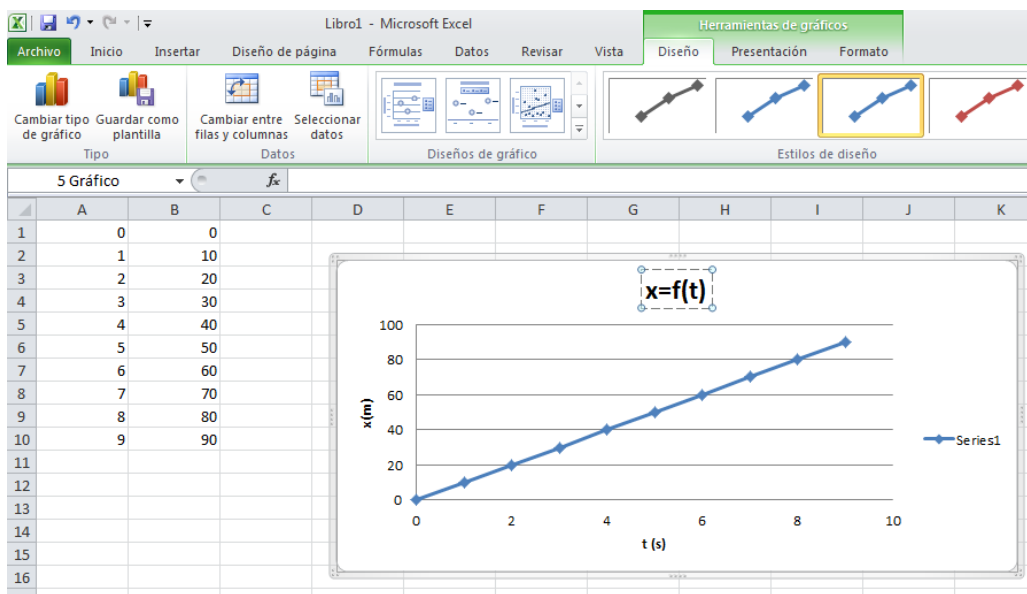 Libro1 - Microsoft Excel
Herramientas de gráficos
Archivo Inicio Insertar Diseño de página Fórmulas Datos Revisar Vista Diseño Presentación Formato
Cambiar tipo de gráfico Guardar como plantilla Cambiar entre filas y columnas Seleccionar datos
Tipo Datos Diseños de gráfico Estilos de diseño
5 Gráfico fx
A B C D E F G H I J K
1 0 0
2 1 10
3 2 20
4 3 30
5 4 40
6 5 50
7 6 60
8 7 70
9 8 80
10 9 90
11
12
13
14
15
16
x=f(t)
100
80
60
40
20
0
x(m)
0 2 4 6 8 10
t (s)
Series1